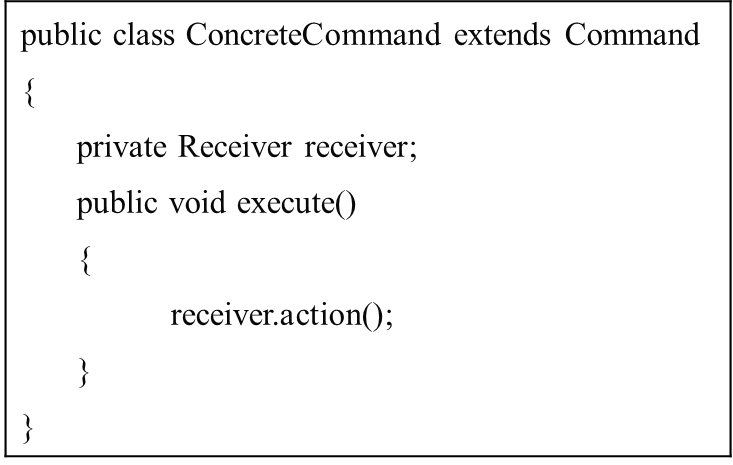 public class ConcreteCommand extends Command
{
private Receiver receiver;
public void execute()
{
receiver.action();
}
}